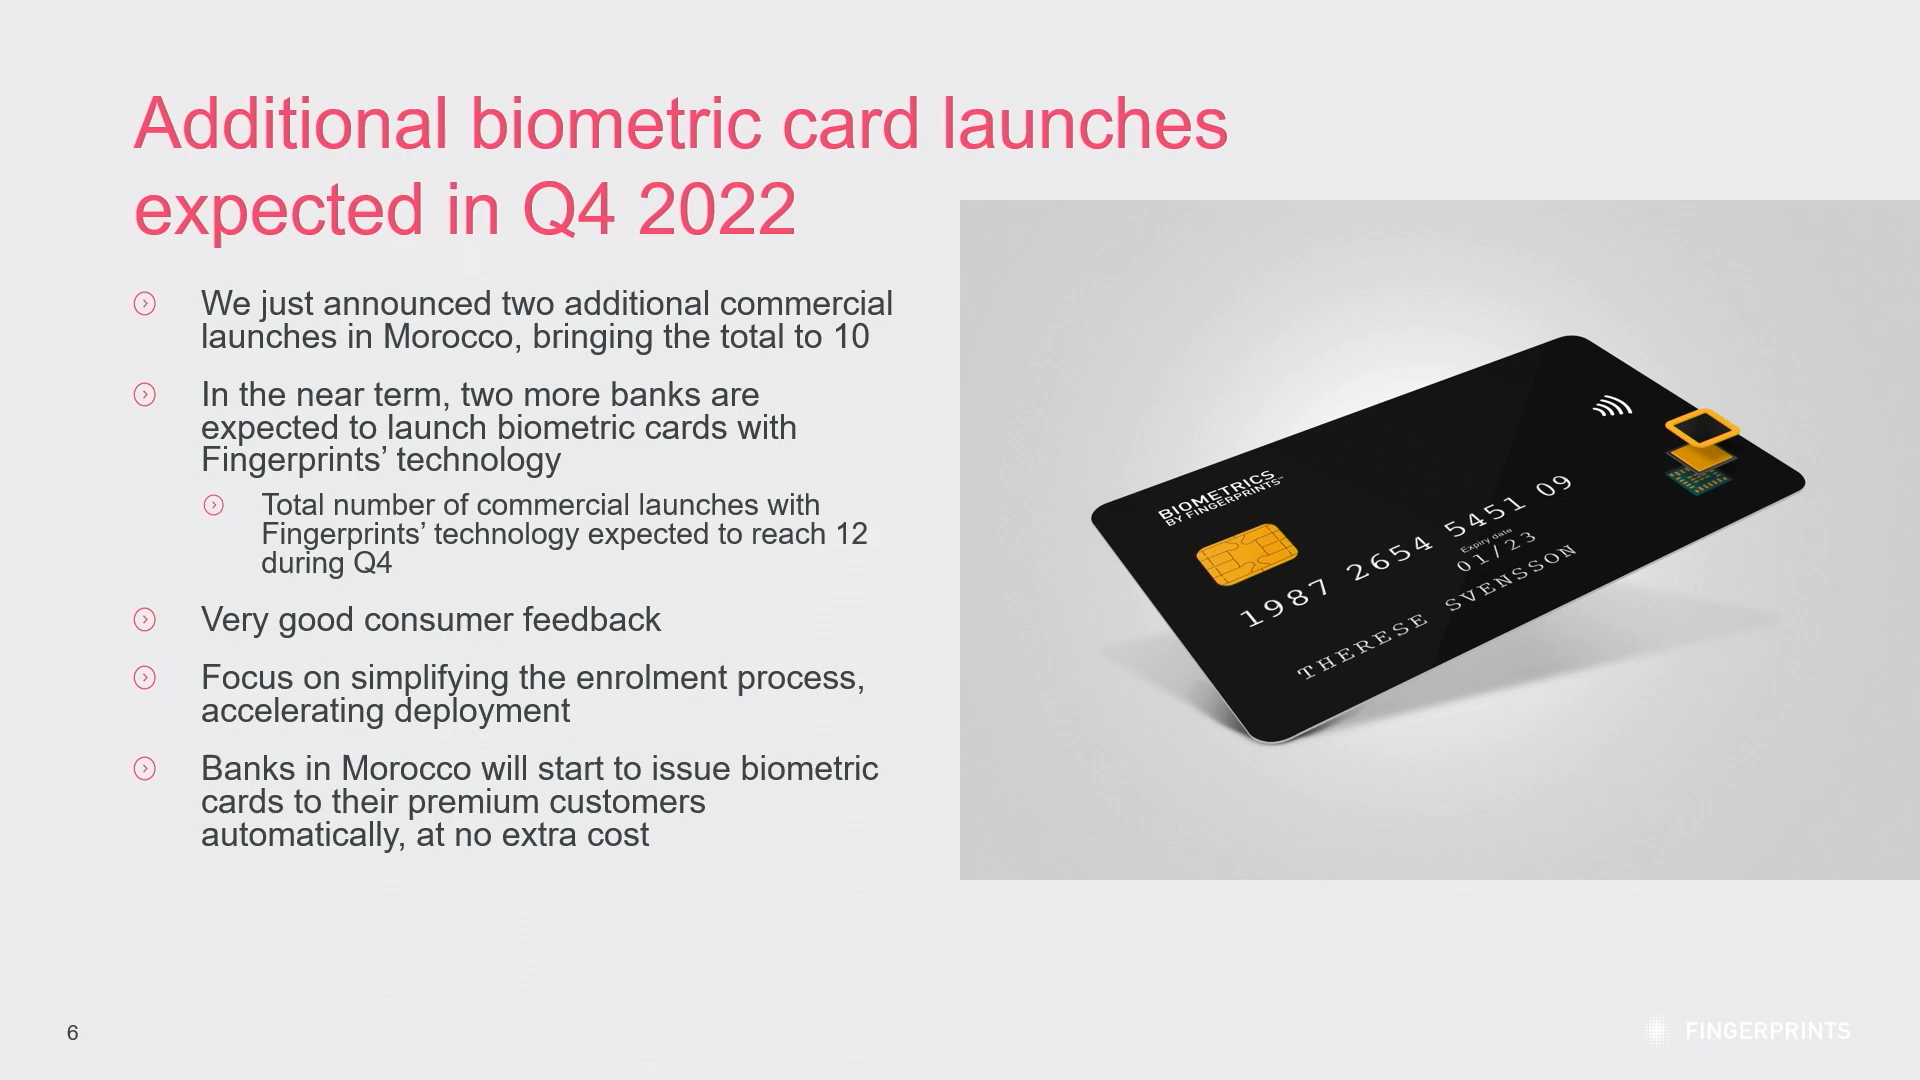 Additional biometric card launches
expected in Q4 2022
We just announced two additional commercial
launches in Morocco, bringing the total to 10
In the near term, two more banks are
expected to launch biometric cards with
Fingerprints’ technology
Total number of commercial launches with
Fingerprints’ technology expected to reach 12
during Q4
Very good consumer feedback
Focus on simplifying the enrolment process,
accelerating deployment
Banks in Morocco will start to issue biometric
cards to their premium customers
automatically, at no extra cost
BIOMETRICS
BY FINGERPRINTS™
1987 2654 5451 09
Expiry date
01/23
THERESE SVENSSON
6
FINGERPRINTS